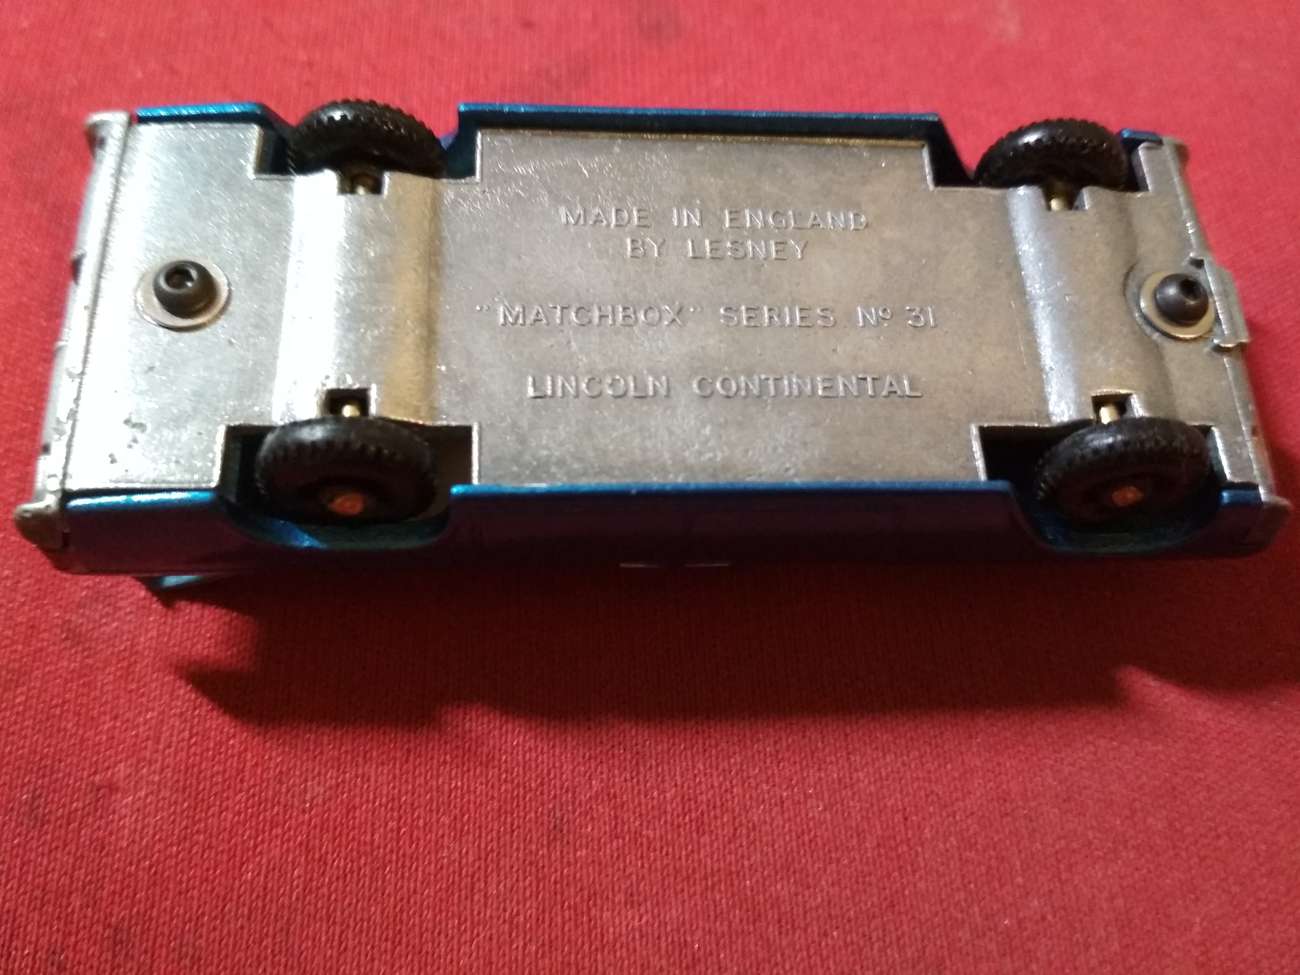 MADE IN ENGLAND
BY LESNEY
"MATCHBOX" SERIES Nº 31
LINCOLN CONTINENTAL